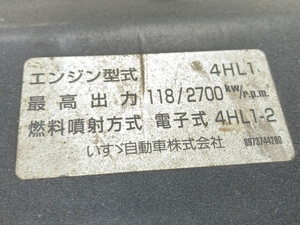 エンジン型式 4HL1
最高出力 118/2700 kW/r.p.m.
燃料噴射方式 電子式 4HL1-2
いすゞ自動車株式会社
8973744280